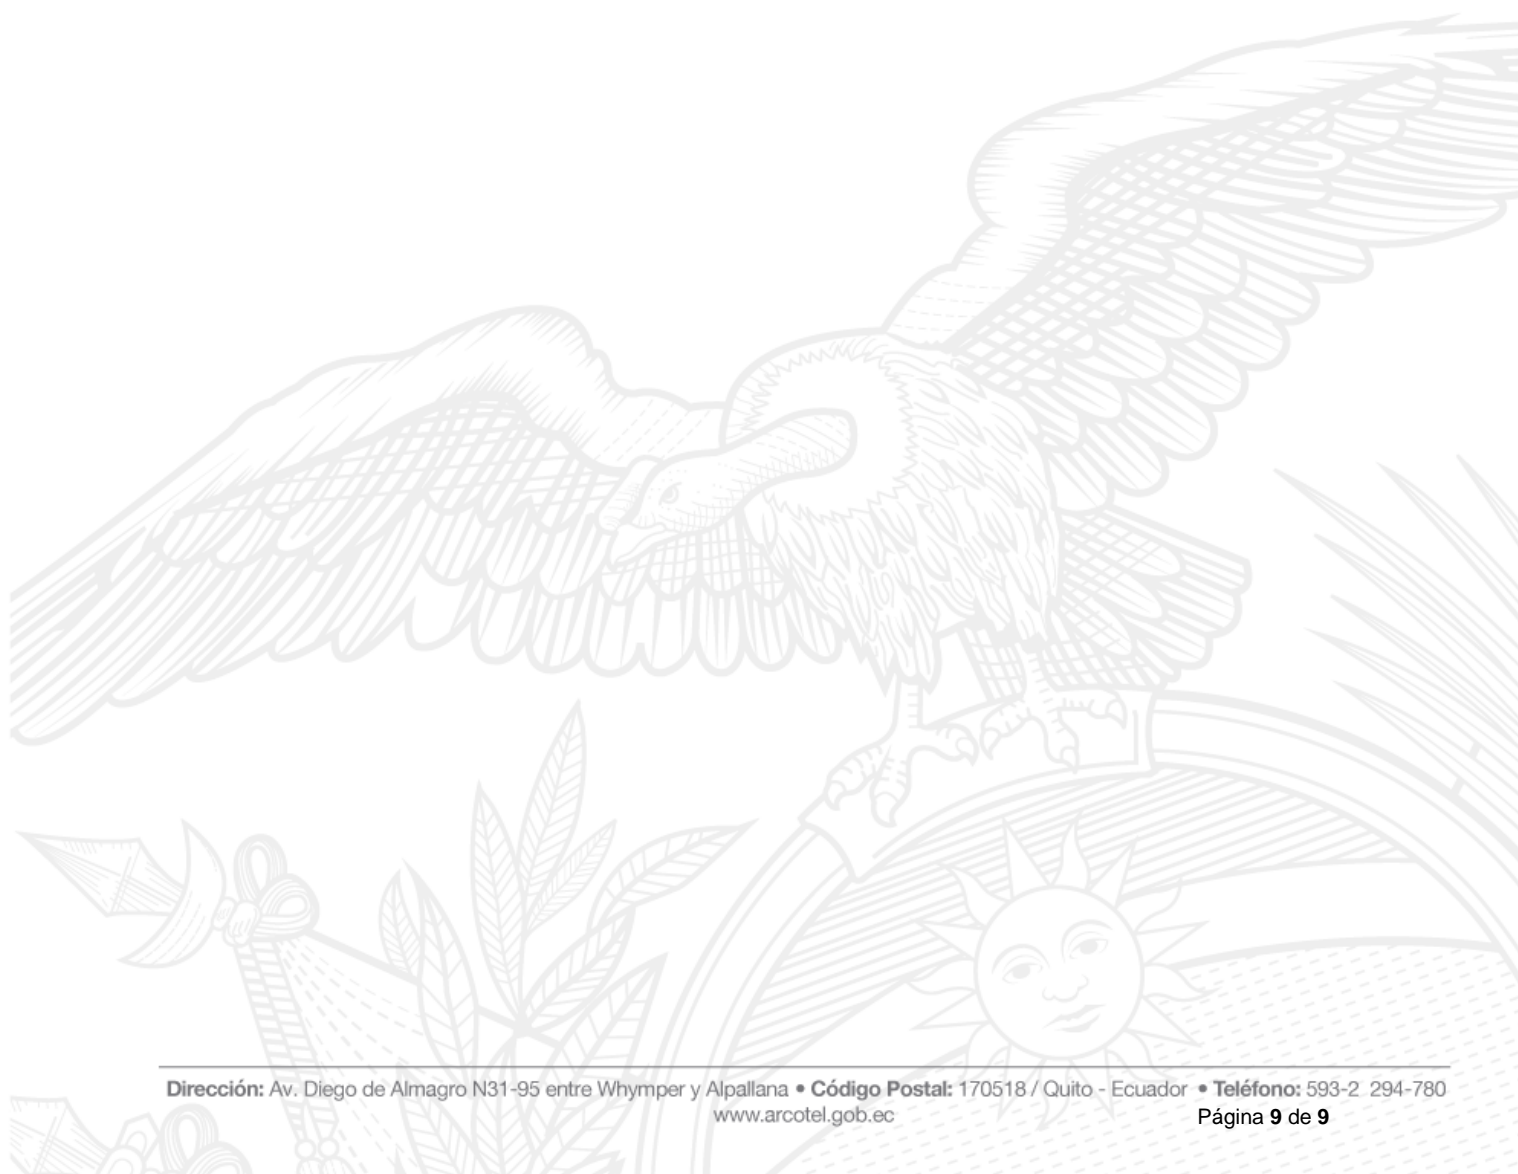 Dirección: Av. Diego de Almagro N31-95 entre Whymper y Alpallana • Código Postal: 170518 / Quito - Ecuador • Teléfono: 593-2 294-780
www.arcotel.gob.ec Página 9 de 9